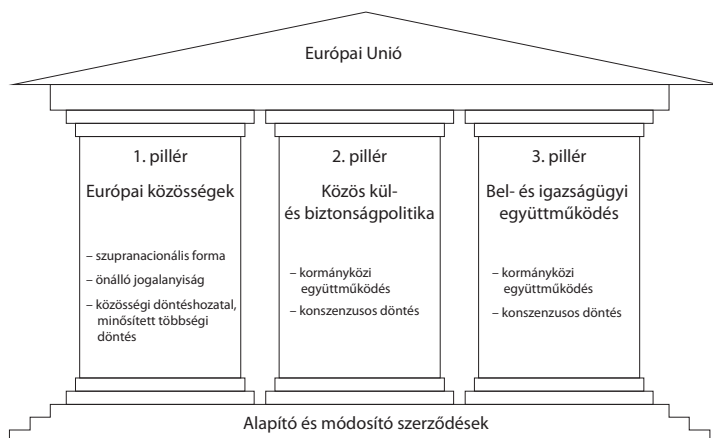 Európai Unió
1. pillér
Európai közösségek
– szupranacionális forma
– önálló jogalanyiság
– közösségi döntéshozatal,
minősített többségi
döntés
2. pillér
Közös kül-
és biztonságpolitika
– kormányközi
együttműködés
– konszenzusos döntés
3. pillér
Bel- és igazságügyi
együttműködés
– kormányközi
együttműködés
– konszenzusos döntés
Alapító és módosító szerződések